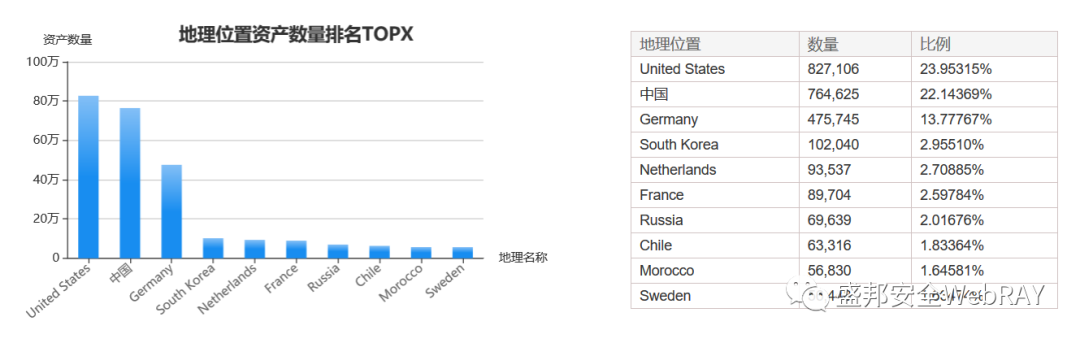 地理位置资产数量排名TOPX
资产数量
100万
80万
60万
40万
20万
0
地理名称
United States
中国
Germany
South Korea
Netherlands
France
Russia
Chile
Morocco
Sweden
地理位置 数量 比例
United States 827,106 23.95315%
中国 764,625 22.14369%
Germany 475,745 13.77767%
South Korea 102,040 2.95510%
Netherlands 93,537 2.70885%
France 89,704 2.59784%
Russia 69,639 2.01676%
Chile 63,316 1.83364%
Morocco 56,830 1.64581%
Sweden
盛邦安全WebRAY